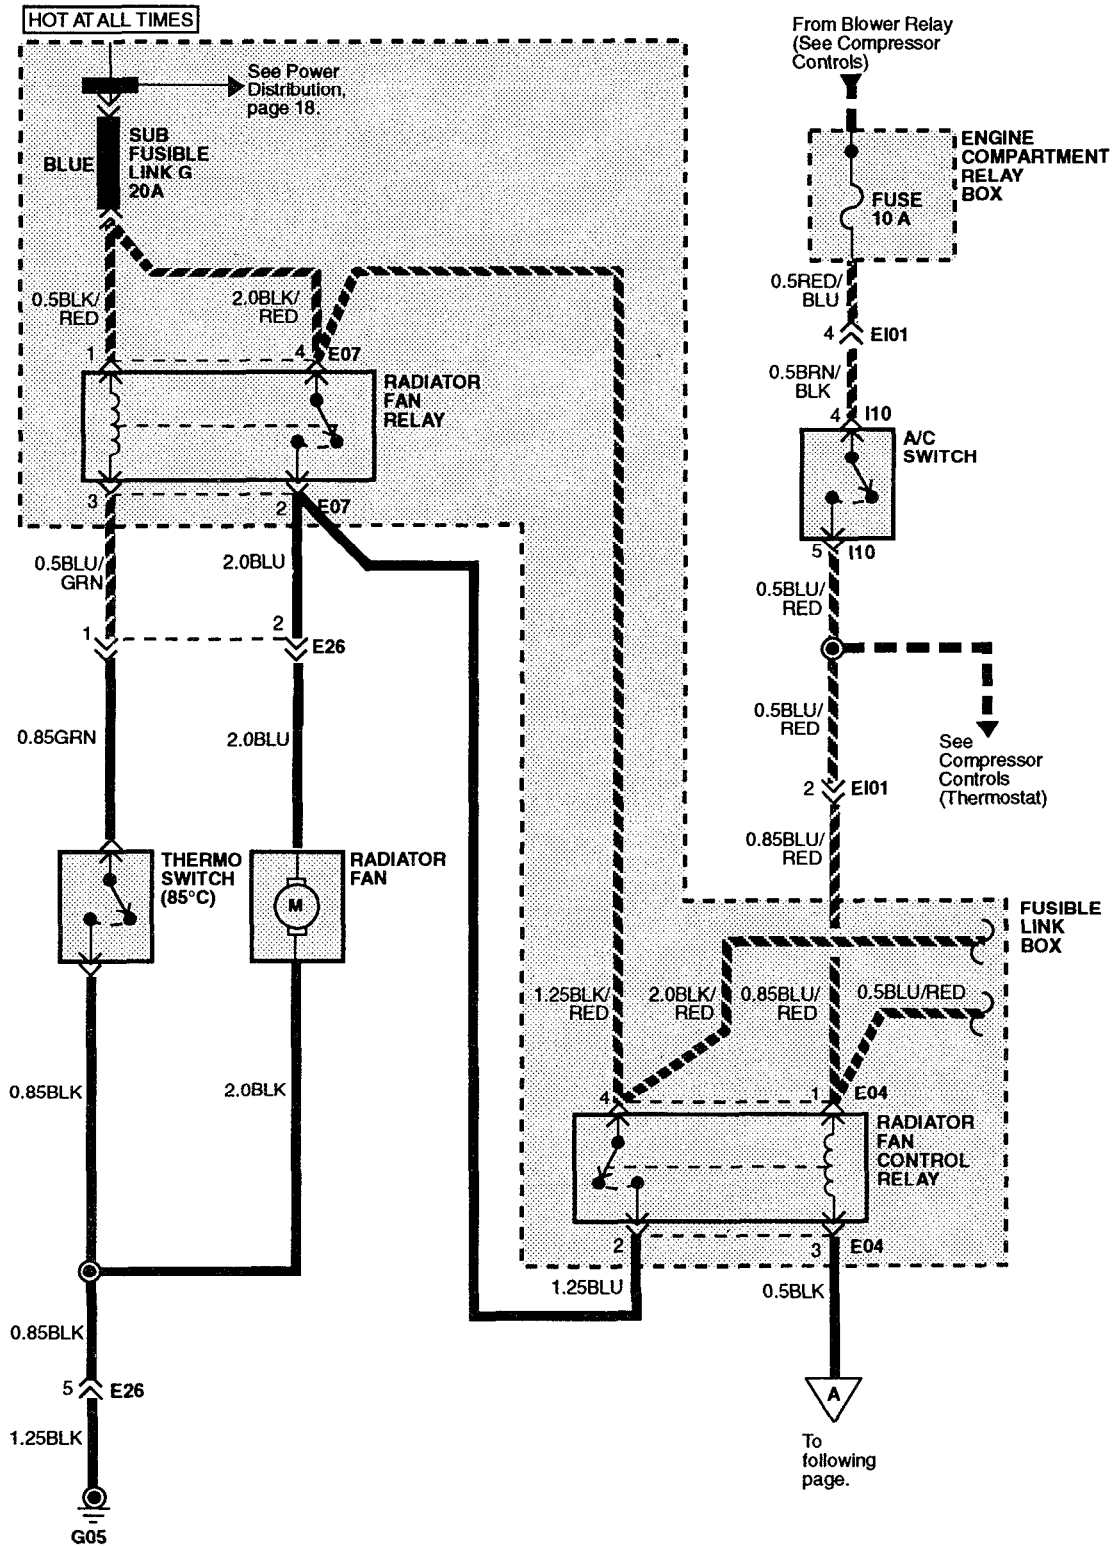 HOT AT ALL TIMES
From Blower Relay
(See Compressor
Controls)
See Power
Distribution,
page 18.
SUB
FUSIBLE
LINK G
20A
BLUE
ENGINE
COMPARTMENT
RELAY
BOX
FUSE
10 A
0.5RED/
BLU
4
EI01
0.5BLK/
RED
2.0BLK/
RED
1
4
E07
0.5BRN/
BLK
4
I10
RADIATOR
FAN
RELAY
A/C
SWITCH
3
2
E07
5
I10
0.5BLU/
GRN
2.0BLU
0.5BLU/
RED
1
2
E26
0.85GRN
2.0BLU
0.5BLU/
RED
See
Compressor
Controls
(Thermostat)
2
EI01
0.85BLU/
RED
THERMO
SWITCH
(85°C)
RADIATOR
FAN
M
FUSIBLE
LINK
BOX
1.25BLK/
RED
2.0BLK/
RED
0.85BLU/
RED
0.5BLU/RED
0.85BLK
2.0BLK
4
1
E04
RADIATOR
FAN
CONTROL
RELAY
2
3
E04
1.25BLU
0.5BLK
0.85BLK
5
E26
A
1.25BLK
To
following
page.
G05